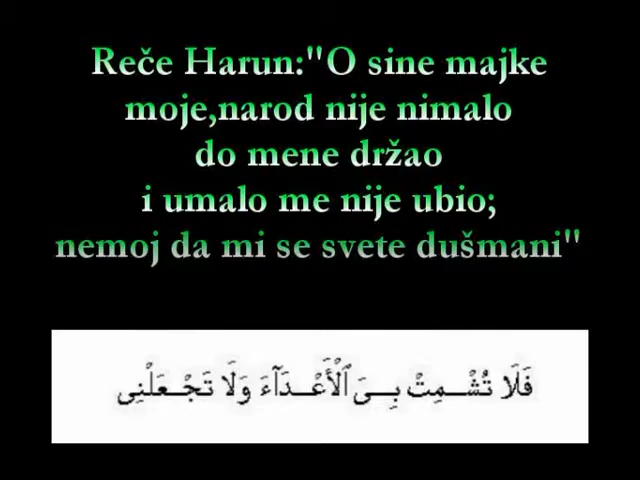 Reče Harun:"O sine majke
moje,narod nije nimalo
do mene držao
i umalo me nije ubio;
nemoj da mi se svete dušmani"
فَلَا تُشْمِتْ بِيَ ٱلْأَعْدَآءَ وَلَا تَجْعَلْنِى